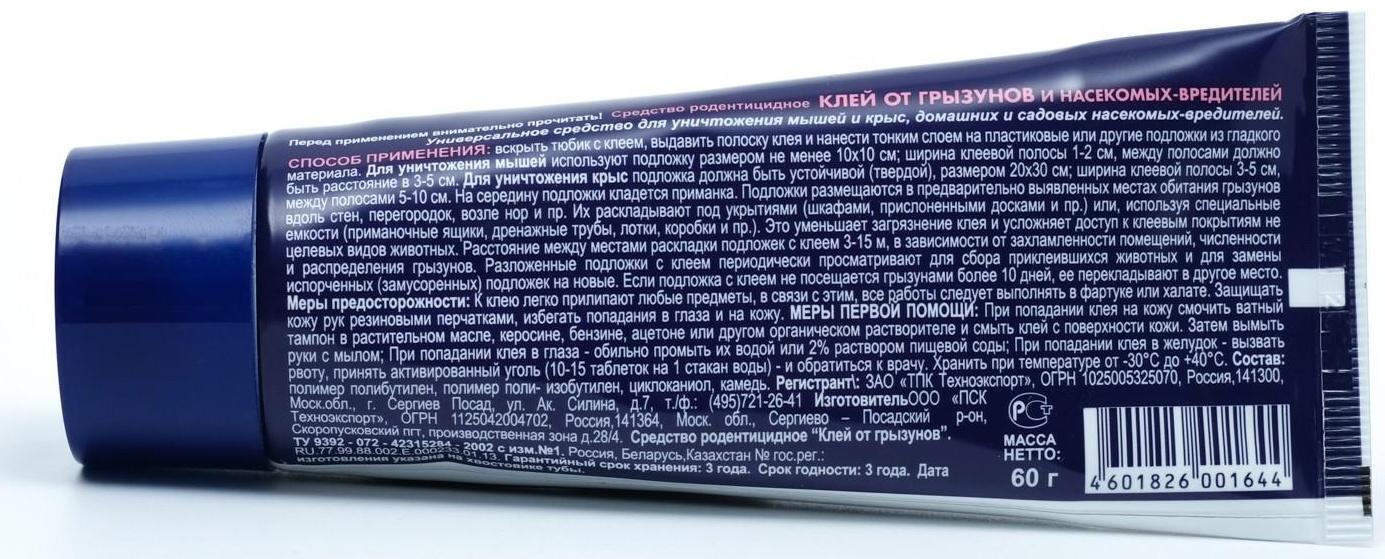 Перед применением внимательно прочитать! Средство родентицидное КЛЕЙ ОТ ГРЫЗУНОВ И НАСЕКОМЫХ-ВРЕДИТЕЛЕЙ
Универсальное средство для уничтожения мышей и крыс, домашних и садовых насекомых-вредителей.
СПОСОБ ПРИМЕНЕНИЯ: вскрыть тюбик с клеем, выдавить полоску клея и нанести тонким слоем на пластиковые или другие подложки из гладкого
материала. Для уничтожения мышей используют подложку размером не менее 10х10 см; ширина клеевой полосы 1-2 см, между полосами должно
быть расстояние в 3-5 см. Для уничтожения крыс подложка должна быть устойчивой (твердой), размером 20х30 см; ширина клеевой полосы 3-5 см,
между полосами 5-10 см. На середину подложки кладется приманка. Подложки размещаются в предварительно выявленных местах обитания грызунов
вдоль стен, перегородок, возле нор и пр. Их раскладывают под укрытиями (шкафами, прислоненными досками и пр.) или, используя специальные
емкости (приманочные ящики, дренажные трубы, лотки, коробки и пр.). Это уменьшает загрязнение клея и усложняет доступ к клеевым покрытиям не
целевых видов животных. Расстояние между местами раскладки подложек с клеем 3-15 м, в зависимости от захламленности помещений, численности
и распределения грызунов. Разложенные подложки с клеем периодически просматривают для сбора приклеившихся животных и для замены
испорченных (замусоренных) подложек на новые. Если подложка с клеем не посещается грызунами более 10 дней, ее перекладывают в другое место.
Меры предосторожности: К клею легко прилипают любые предметы, в связи с этим, все работы следует выполнять в фартуке или халате. Защищать
кожу рук резиновыми перчатками, избегать попадания в глаза и на кожу. МЕРЫ ПЕРВОЙ ПОМОЩИ: При попадании клея на кожу смочить ватный
тампон в растительном масле, керосине, бензине, ацетоне или другом органическом растворителе и смыть клей с поверхности кожи. Затем вымыть
руки с мылом; При попадании клея в глаза - обильно промыть их водой или 2% раствором пищевой соды; При попадании клея в желудок - вызвать
рвоту, принять активированный уголь (10-15 таблеток на 1 стакан воды) - и обратиться к врачу. Хранить при температуре от -30°С до +40°С. Состав:
полимер полибутилен, полимер поли- изобутилен, циклоканиол, камедь. Регистрант\: ЗАО «ТПК Техноэкспорт», ОГРН 1025005325070, Россия,141300,
Моск.обл., г. Сергиев Посад, ул. Ак. Силина, д.7, т./ф.: (495)721-26-41 ИзготовительООО «ПСК
Техноэкспорт», ОГРН 1125042004702, Россия,141364, Моск. обл., Сергиево – Посадский р-он,
Скоропусковский пгт, производственная зона д.28/4. Средство родентицидное "Клей от грызунов".
ТУ 9392 - 072 - 42315284 - 2002 с изм.№1, Россия, Беларусь,Казахстан № гос.рег.:
RU.77.99.88.002.Е.000233.01.13. Гарантийный срок хранения: 3 года. Срок годности: 3 года. Дата
изготовления указана на хвостовике тубы.
РСТ
МАССА
НЕТТО:
60 г
4 601826 001644